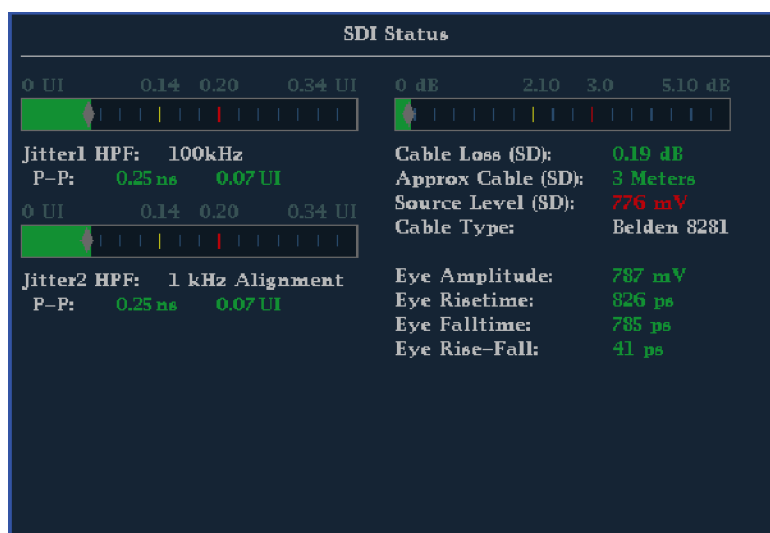 SDI Status
0 UI 0.14 0.20 0.34 UI
Jitter1 HPF: 100kHz
P-P: 0.25 ns 0.07 UI
0 UI 0.14 0.20 0.34 UI
Jitter2 HPF: 1 kHz Alignment
P-P: 0.25 ns 0.07 UI
0 dB 2.10 3.0 5.10 dB
Cable Loss (SD): 0.19 dB
Approx Cable (SD): 3 Meters
Source Level (SD): 776 mV
Cable Type: Belden 8281
Eye Amplitude: 787 mV
Eye Risetime: 826 ps
Eye Falltime: 785 ps
Eye Rise-Fall: 41 ps